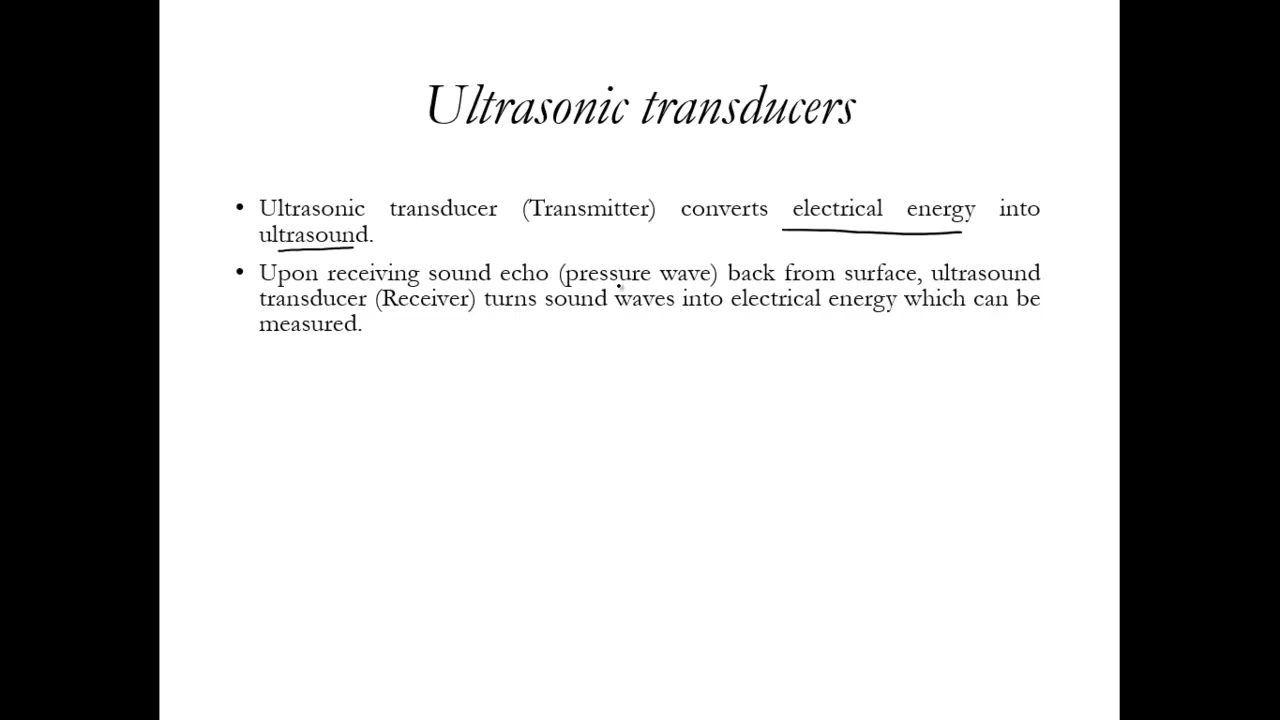 Ultrasonic transducers
• Ultrasonic transducer (Transmitter) converts electrical energy into
ultrasound.
• Upon receiving sound echo (pressure wave) back from surface, ultrasound
transducer (Receiver) turns sound waves into electrical energy which can be
measured.